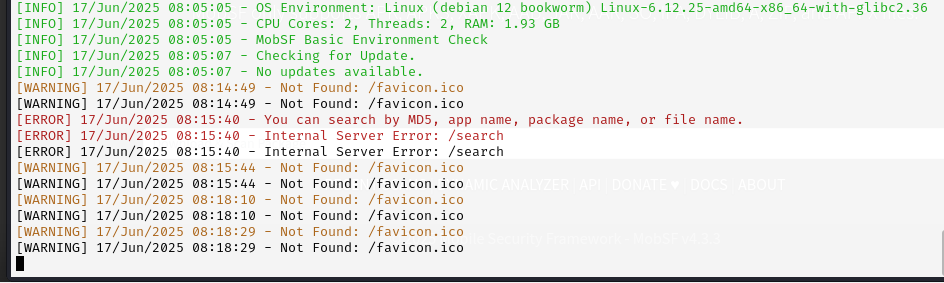 [INFO] 17/Jun/2025 08:05:05 - OS Environment: Linux (debian 12 bookworm) Linux-6.12.25-amd64-x86_64-with-glibc2.36
[INFO] 17/Jun/2025 08:05:05 - CPU Cores: 2, Threads: 2, RAM: 1.93 GB
[INFO] 17/Jun/2025 08:05:05 - MobSF Basic Environment Check
[INFO] 17/Jun/2025 08:05:07 - Checking for Update.
[INFO] 17/Jun/2025 08:05:07 - No updates available.
[WARNING] 17/Jun/2025 08:14:49 - Not Found: /favicon.ico
[WARNING] 17/Jun/2025 08:14:49 - Not Found: /favicon.ico
[ERROR] 17/Jun/2025 08:15:40 - You can search by MD5, app name, package name, or file name.
[ERROR] 17/Jun/2025 08:15:40 - Internal Server Error: /search
[ERROR] 17/Jun/2025 08:15:40 - Internal Server Error: /search
[WARNING] 17/Jun/2025 08:15:44 - Not Found: /favicon.ico
[WARNING] 17/Jun/2025 08:15:44 - Not Found: /favicon.ico
ANALYZER API DONATE ♥ DOCS ABOUT
[WARNING] 17/Jun/2025 08:18:10 - Not Found: /favicon.ico
[WARNING] 17/Jun/2025 08:18:10 - Not Found: /favicon.ico
[WARNING] 17/Jun/2025 08:18:29 - Not Found: /favicon.ico
Security Framework - MobSF
[WARNING] 17/Jun/2025 08:18:29 - Not Found: /favicon.ico